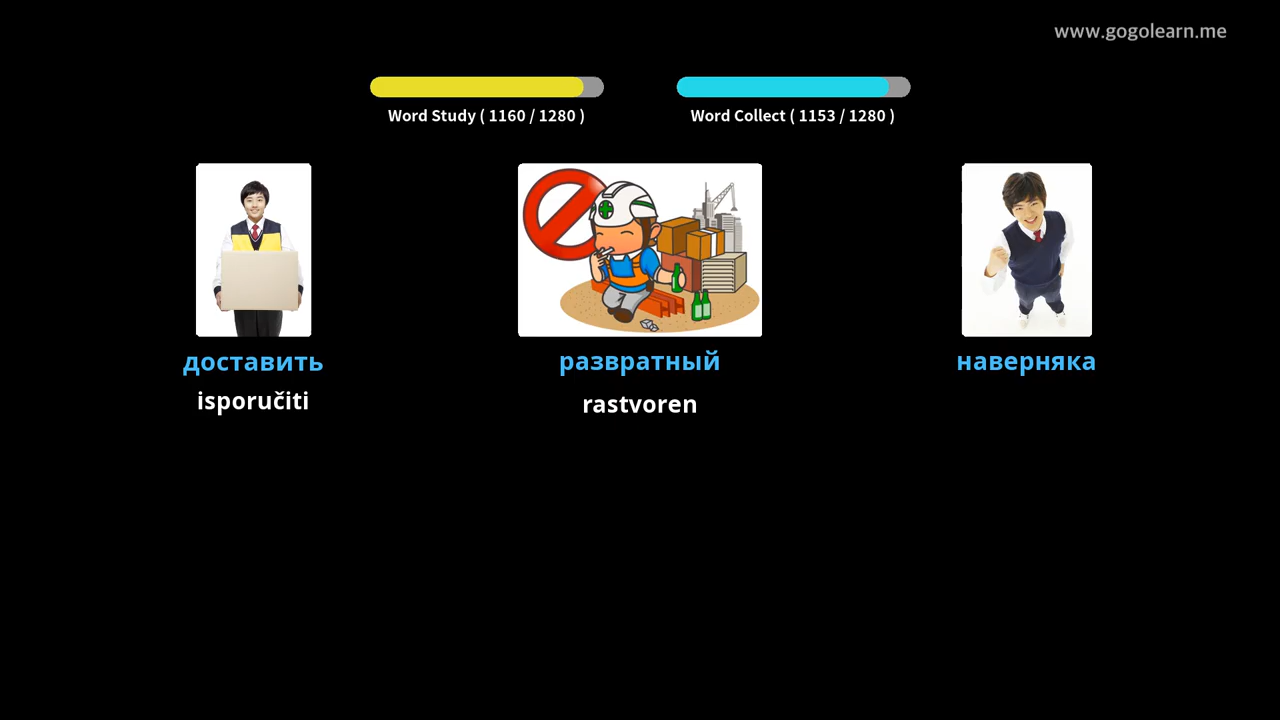 www.gogolearn.me
Word Study ( 1160 / 1280 )
Word Collect ( 1153 / 1280 )
доставить
развратный
наверняка
isporučiti
rastvoren